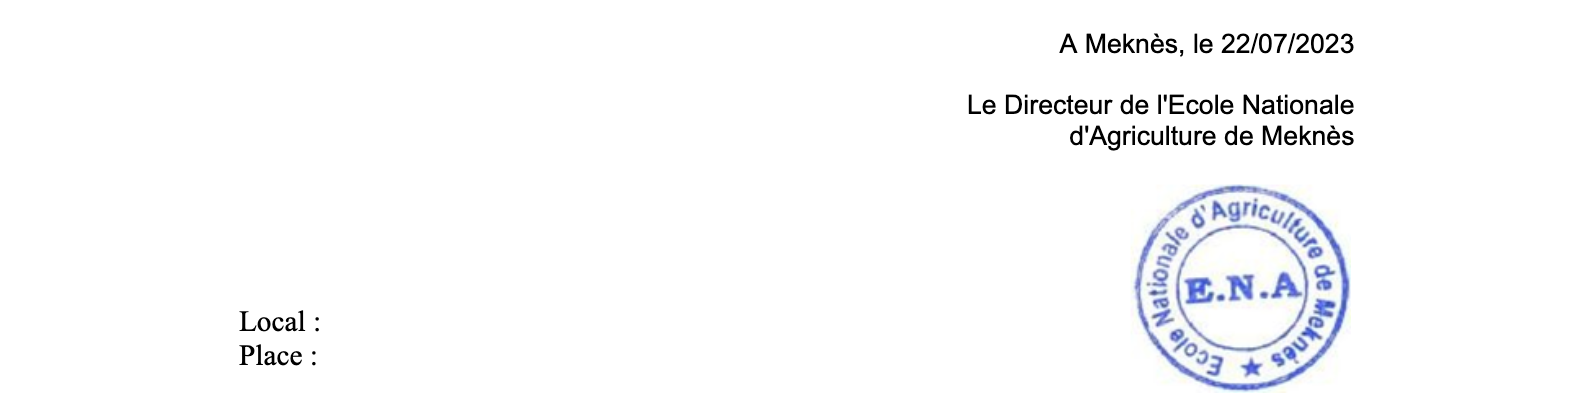 A Meknès, le 22/07/2023
Le Directeur de l'Ecole Nationale
d'Agriculture de Meknès
Ecole Nationale d'Agriculture de Meknès ★
E.N.A
Local :
Place :